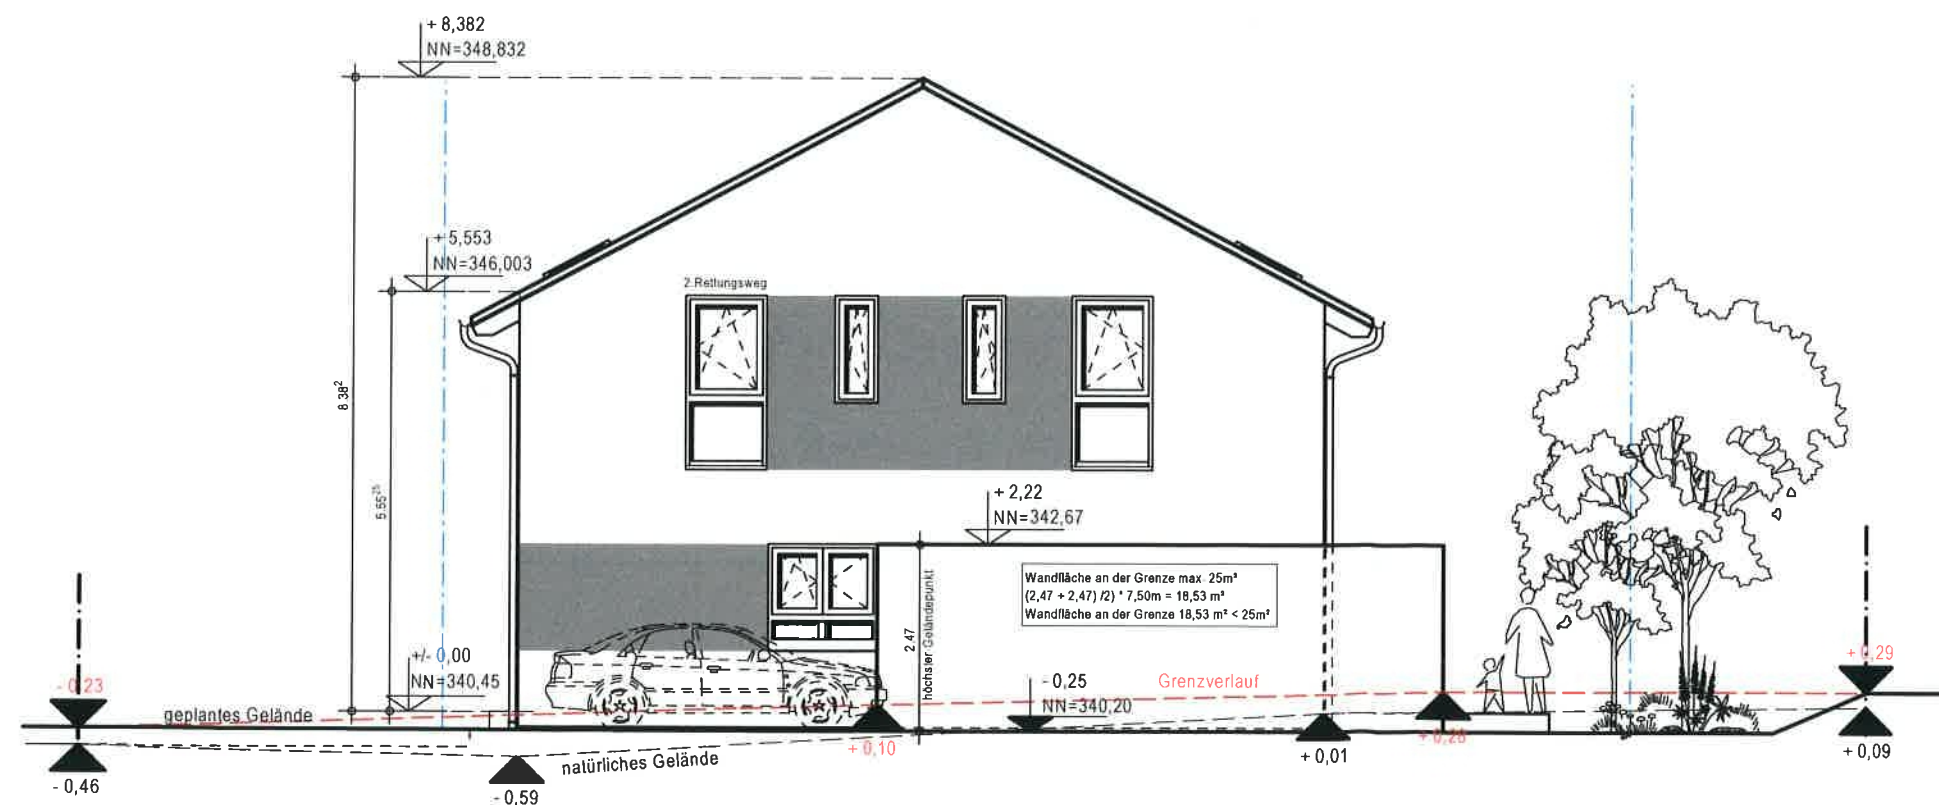 + 8,382
NN=348,832
+ 5,553
NN=346,003
2.Rettungsweg
8 38²
5.55²⁵
+ 2,22
NN=342,67
Wandfläche an der Grenze max 25m²
(2,47 + 2,47) /2) * 7,50m = 18,53 m²
Wandfläche an der Grenze 18,53 m² < 25m²
2,47
höchster Geländepunkt
+/- 0,00
NN=340,45
- 0,25
NN=340,20
Grenzverlauf
- 0,23
+ 0,29
geplantes Gelände
natürliches Gelände
+ 0,10
+ 0,26
+ 0,01
+ 0,09
- 0,46
- 0.59